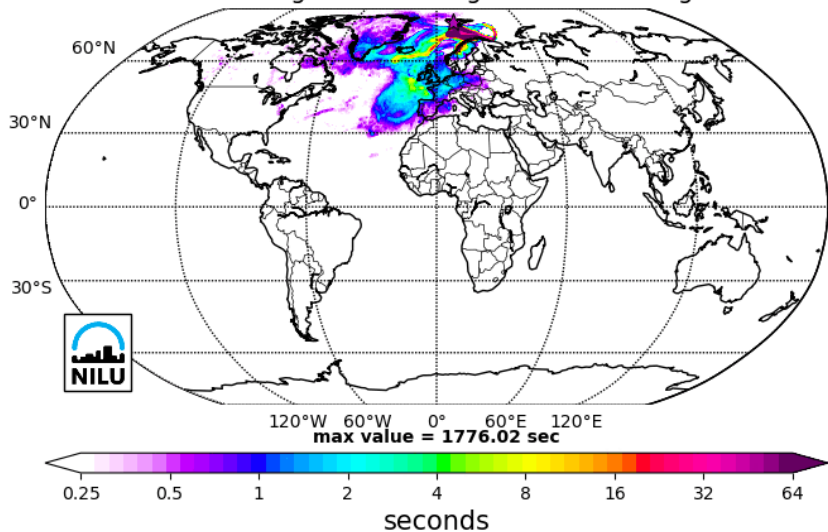 60°N
30°N
0°
30°S
NILU
120°W 60°W 0° 60°E 120°E
max value = 1776.02 sec
0.25 0.5 1 2 4 8 16 32 64
seconds